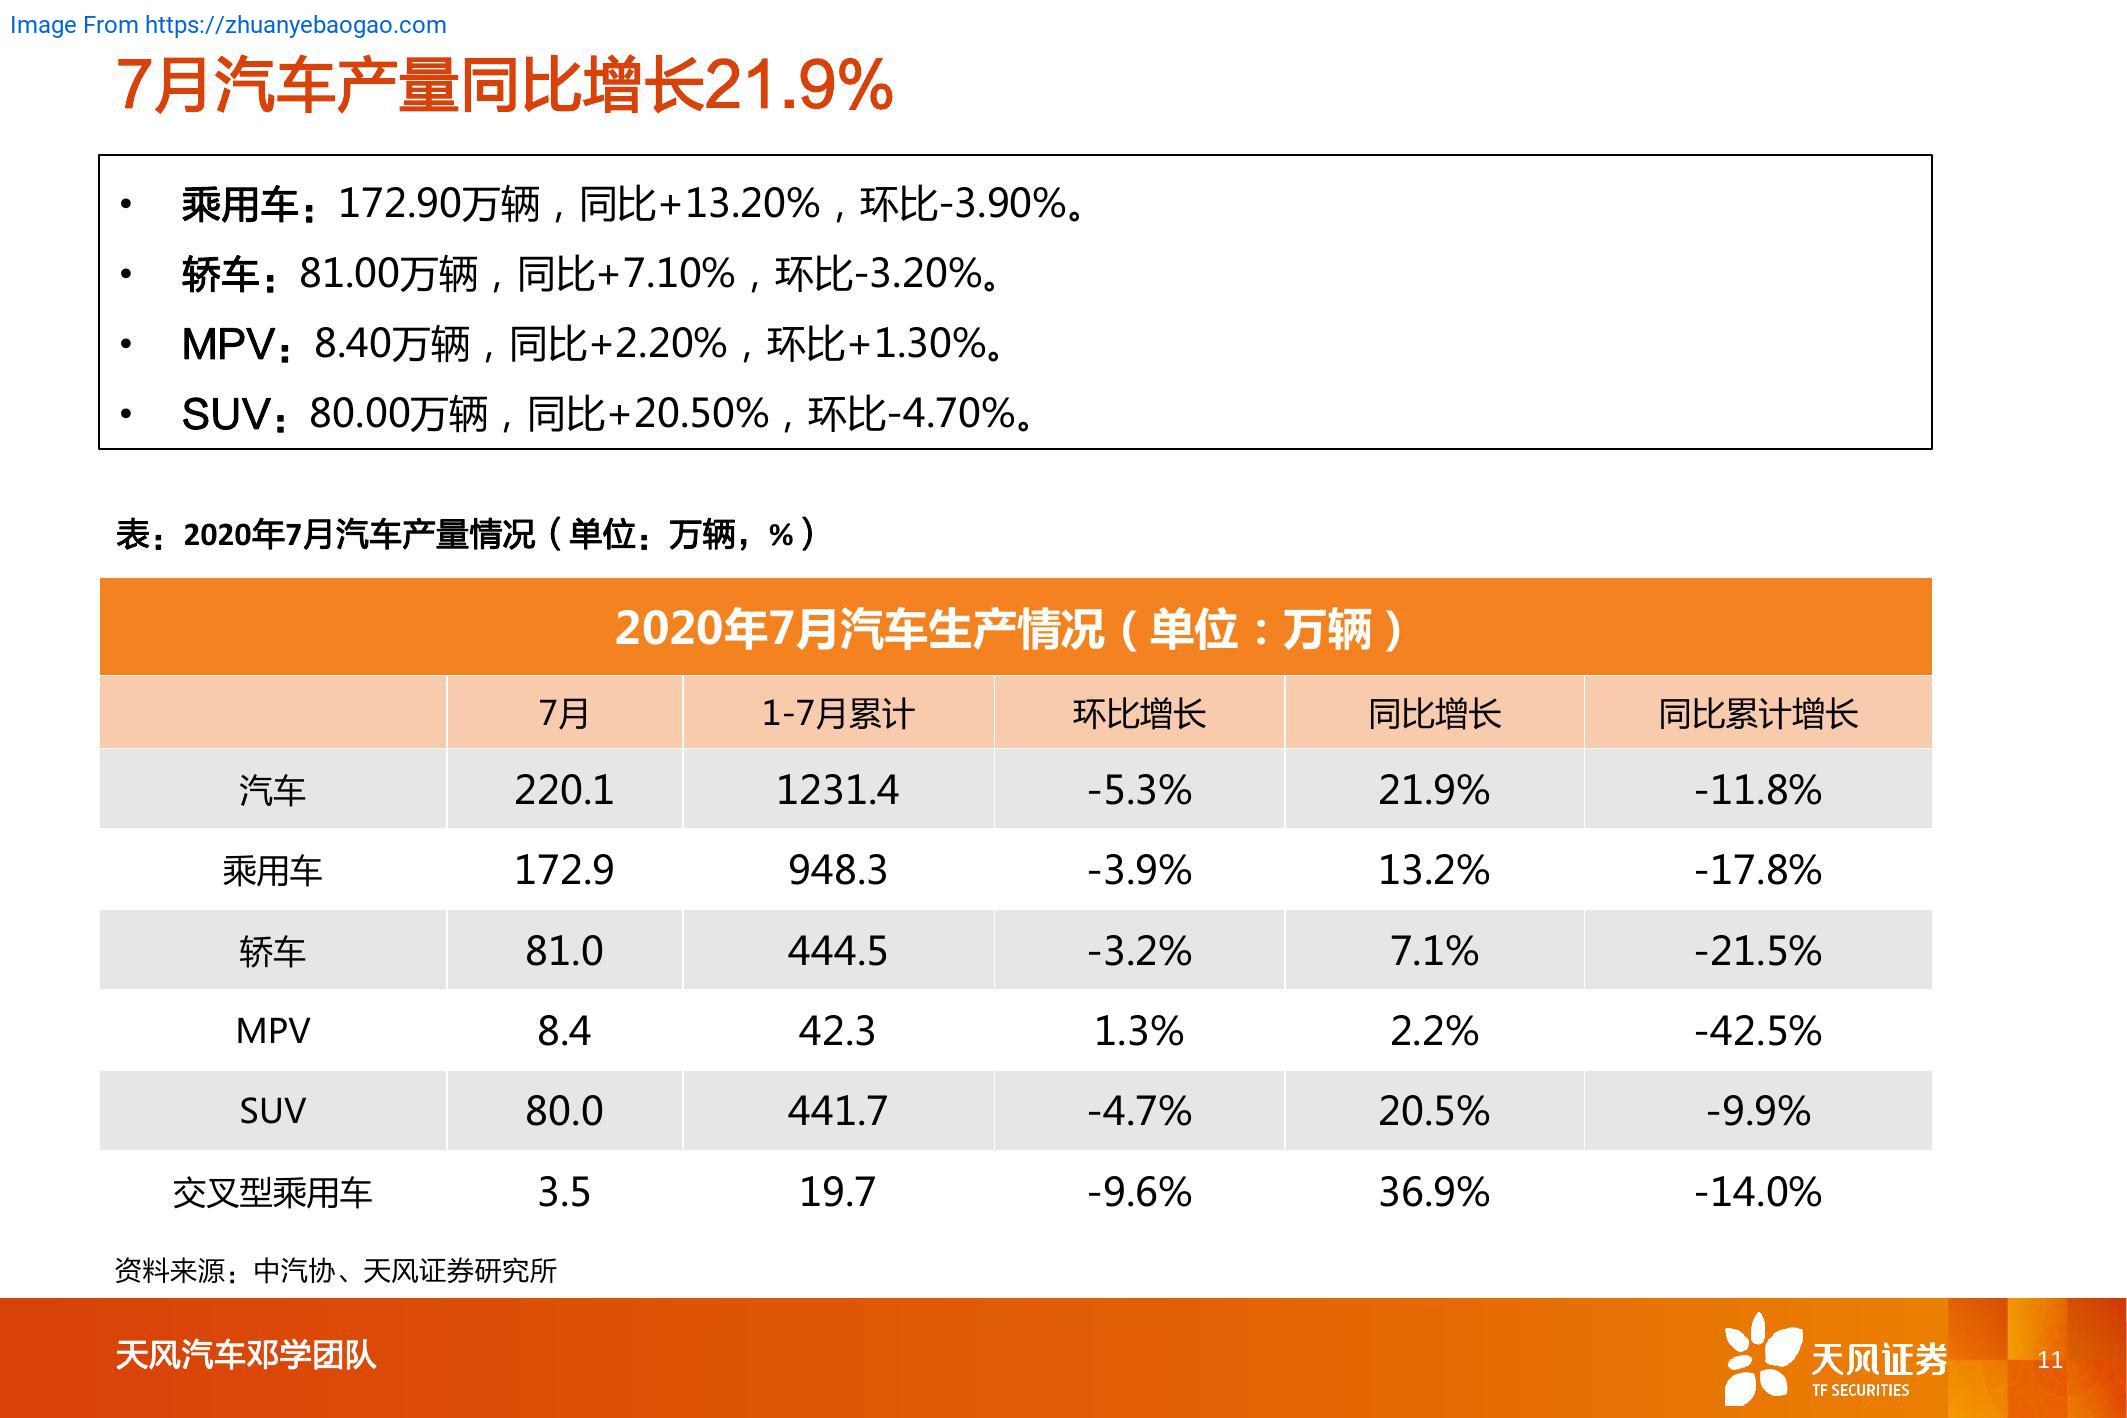 Image From https://zhuanyebaogao.com
7月汽车产量同比增长21.9%
• 乘用车：172.90万辆，同比+13.20%，环比-3.90%。
• 轿车：81.00万辆，同比+7.10%，环比-3.20%。
• MPV：8.40万辆，同比+2.20%，环比+1.30%。
• SUV：80.00万辆，同比+20.50%，环比-4.70%。
表：2020年7月汽车产量情况（单位：万辆，%）
2020年7月汽车生产情况（单位：万辆）
7月 1-7月累计 环比增长 同比增长 同比累计增长
汽车 220.1 1231.4 -5.3% 21.9% -11.8%
乘用车 172.9 948.3 -3.9% 13.2% -17.8%
轿车 81.0 444.5 -3.2% 7.1% -21.5%
MPV 8.4 42.3 1.3% 2.2% -42.5%
SUV 80.0 441.7 -4.7% 20.5% -9.9%
交叉型乘用车 3.5 19.7 -9.6% 36.9% -14.0%
资料来源：中汽协、天风证券研究所
天风汽车邓学团队
天风证券
TF SECURITIES
11